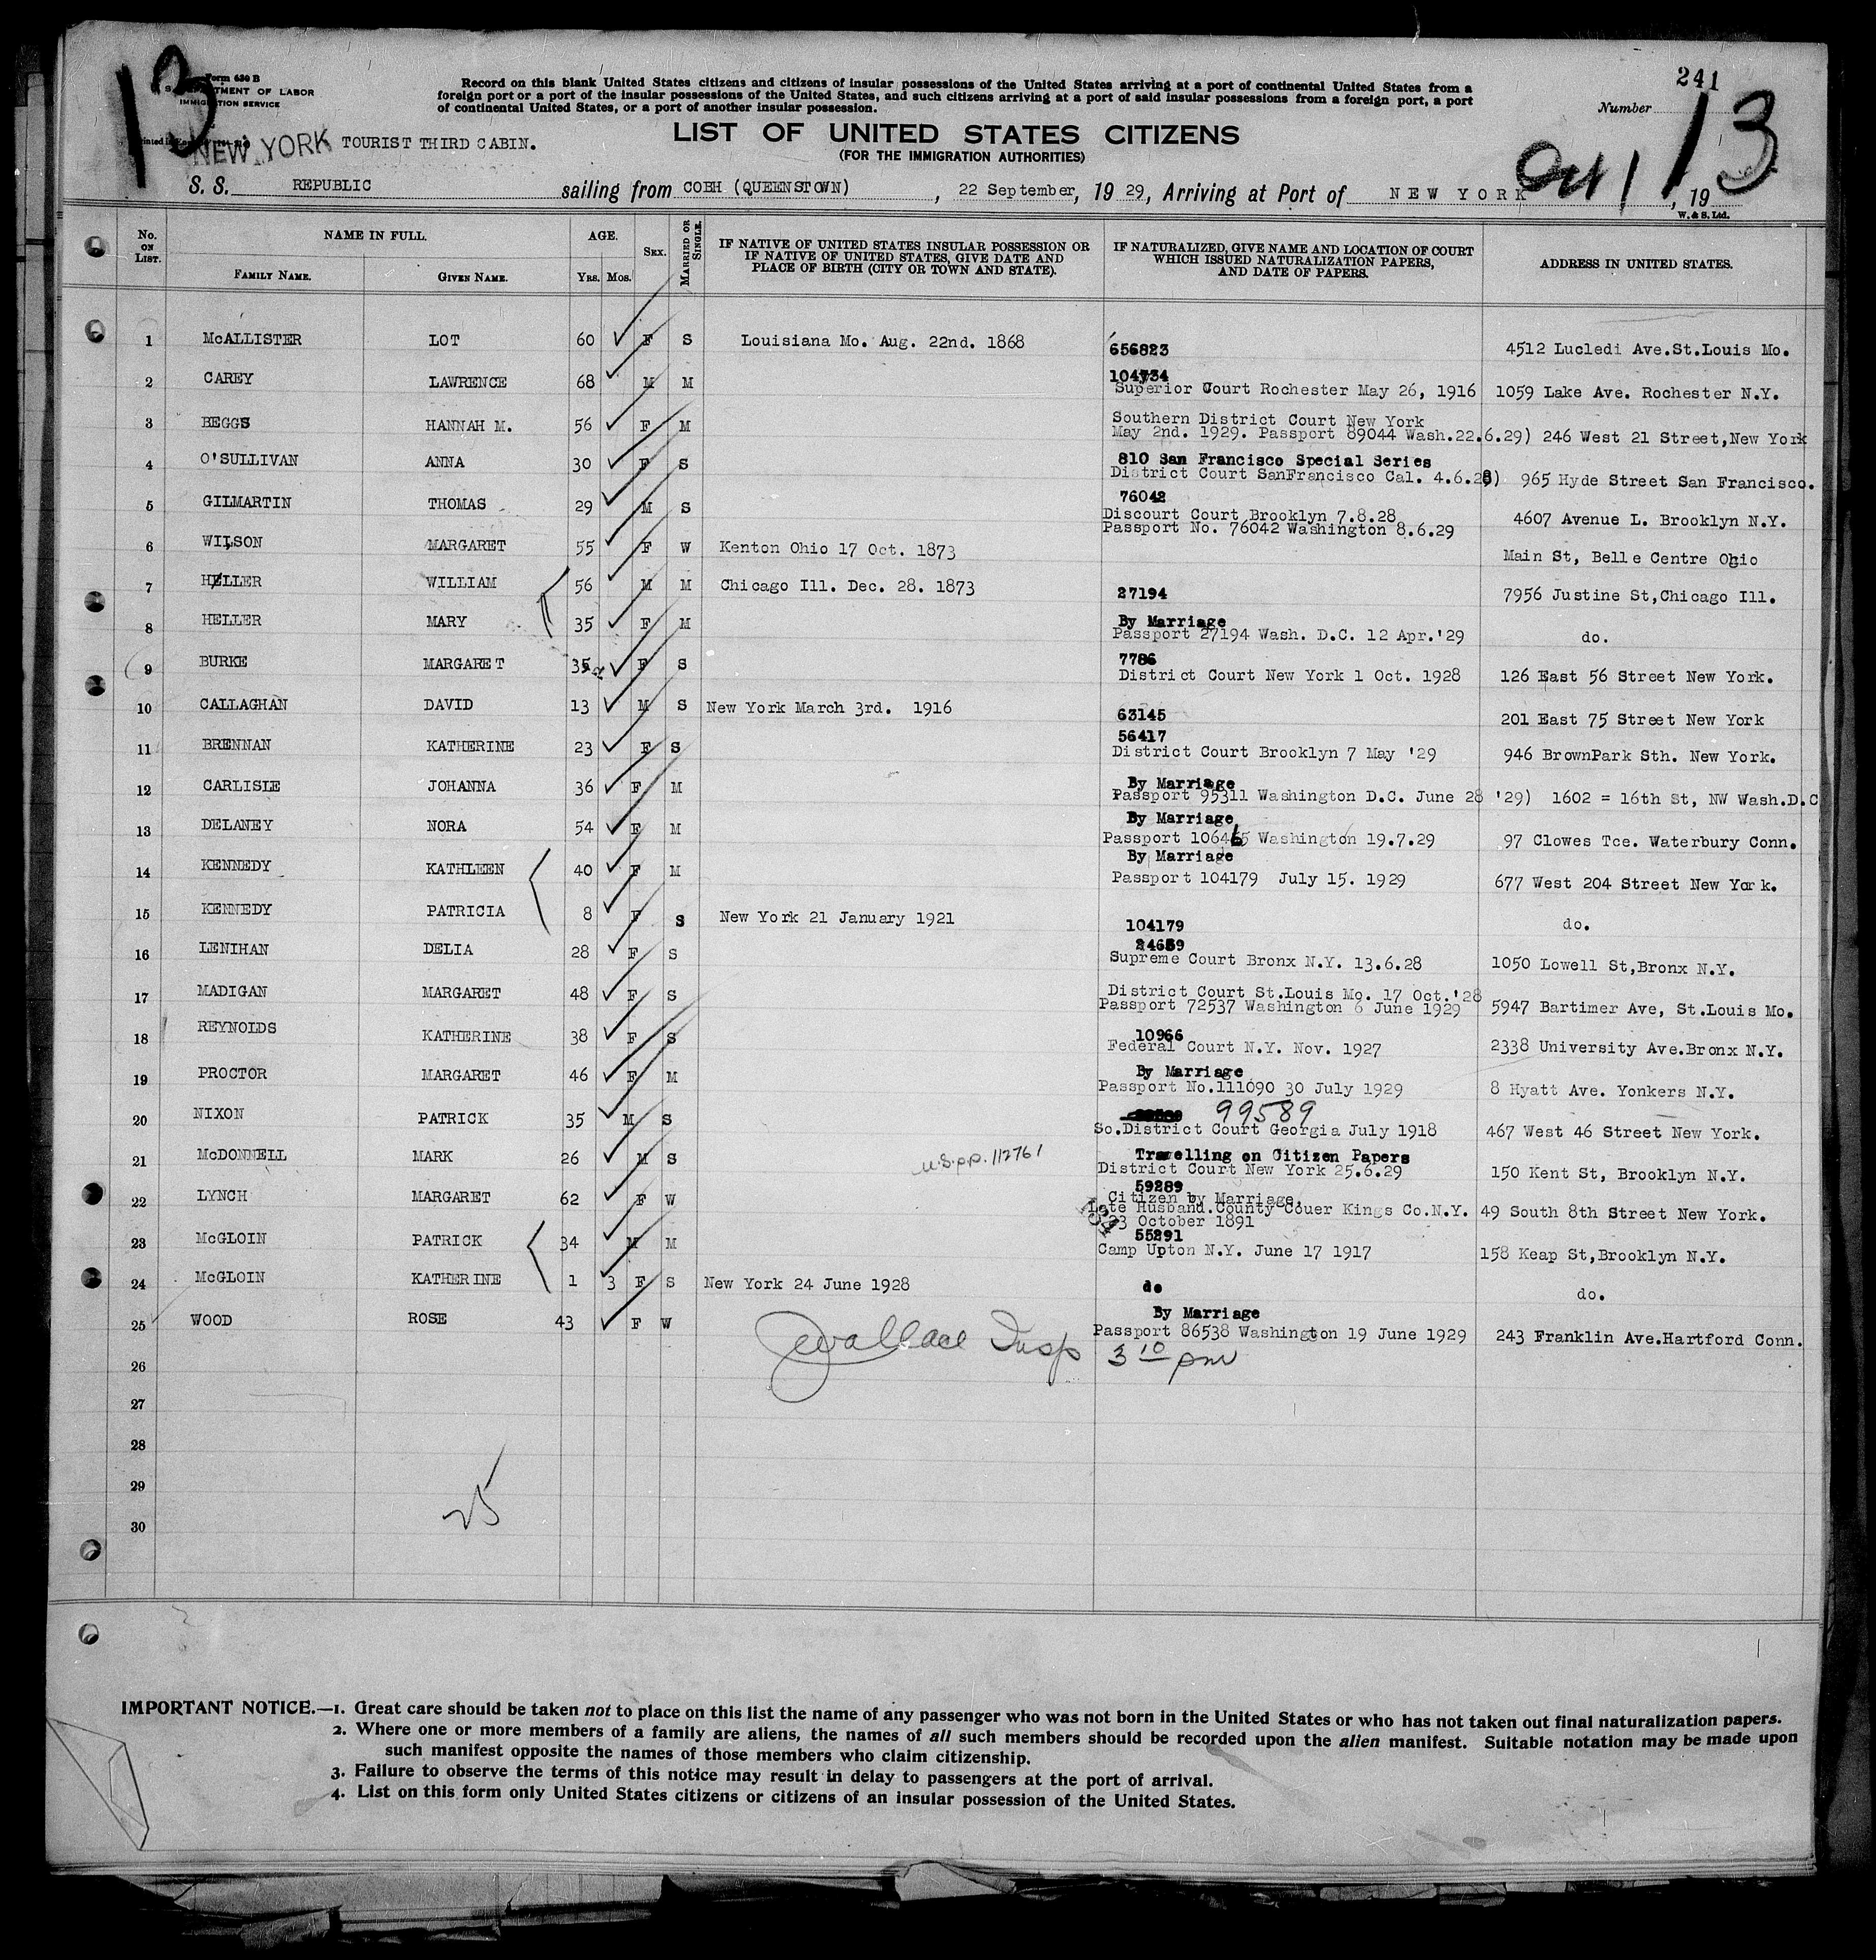 13
Form 630 B
DEPARTMENT OF LABOR
IMMIGRATION SERVICE
Record on this blank United States citizens and citizens of insular possessions of the United States arriving at a port of continental United States from a
foreign port or a port of the insular possessions of the United States, and such citizens arriving at a port of said insular possessions from a foreign port, a port
of continental United States, or a port of another insular possession.
241
Number
13
NEW YORK TOURIST THIRD CABIN.
LIST OF UNITED STATES CITIZENS
(FOR THE IMMIGRATION AUTHORITIES)
S. S. REPUBLIC sailing from COBH (QUEENSTOWN), 22 September, 19 29, Arriving at Port of NEW YORK Oct 1, 19
W. & S. Ltd.
No. ON LIST. NAME IN FULL. FAMILY NAME. GIVEN NAME. AGE. Yrs. Mos. SEX. MARRIED OR SINGLE.
IF NATIVE OF UNITED STATES INSULAR POSSESSION OR
IF NATIVE OF UNITED STATES, GIVE DATE AND
PLACE OF BIRTH (CITY OR TOWN AND STATE).
IF NATURALIZED, GIVE NAME AND LOCATION OF COURT
WHICH ISSUED NATURALIZATION PAPERS,
AND DATE OF PAPERS.
ADDRESS IN UNITED STATES.
1 McALLISTER LOT 60 F S Louisiana Mo. Aug. 22nd. 1868 656823 4512 Lucledi Ave.St.Louis Mo.
104734
2 CAREY LAWRENCE 68 M M Superior Court Rochester May 26, 1916 1059 Lake Ave. Rochester N.Y.
Southern District Court New York
3 BEGGS HANNAH M. 56 F M May 2nd. 1929. Passport 89044 Wash.22.6.29) 246 West 21 Street,New York
810 San Francisco Special Series
4 O'SULLIVAN ANNA 30 F S District Court SanFrancisco Cal. 4.6.28) 965 Hyde Street San Francisco.
76042
5 GILMARTIN THOMAS 29 M S Discourt Court Brooklyn 7.8.28 4607 Avenue L. Brooklyn N.Y.
Passport No. 76042 Washington 8.6.29
6 WILSON MARGARET 55 F W Kenton Ohio 17 Oct. 1873 Main St, Belle Centre Ohio
7 HELLER WILLIAM 56 M M Chicago Ill. Dec. 28. 1873 27194 7956 Justine St,Chicago Ill.
By Marriage
8 HELLER MARY 35 F M Passport 27194 Wash. D.C. 12 Apr.'29 do.
7786
9 BURKE MARGARET 35 F S District Court New York 1 Oct. 1928 126 East 56 Street New York.
10 CALLAGHAN DAVID 13 M S New York March 3rd. 1916 63145 201 East 75 Street New York
56417
11 BRENNAN KATHERINE 23 F S District Court Brooklyn 7 May '29 946 BrownPark Sth. New York.
By Marriage
12 CARLISLE JOHANNA 36 F M Passport 95311 Washington D.C. June 28 '29) 1602 = 16th St, NW Wash.D.C
By Marriage
13 DELANEY NORA 54 F M Passport 106465 Washington 19.7.29 97 Clowes Tce. Waterbury Conn.
By Marriage
14 KENNEDY KATHLEEN 40 F M Passport 104179 July 15. 1929 677 West 204 Street New York.
15 KENNEDY PATRICIA 8 F S New York 21 January 1921 104179 do.
24659
16 LENIHAN DELIA 28 F S Supreme Court Bronx N.Y. 13.6.28 1050 Lowell St,Bronx N.Y.
District Court St.Louis Mo. 17 Oct.'28
17 MADIGAN MARGARET 48 F S Passport 72537 Washington 6 June 1929 5947 Bartimer Ave, St.Louis Mo.
10966
18 REYNOLDS KATHERINE 38 F S Federal Court N.Y. Nov. 1927 2338 University Ave.Bronx N.Y.
By Marriage
19 PROCTOR MARGARET 46 F M Passport No.111090 30 July 1929 8 Hyatt Ave. Yonkers N.Y.
99589
20 NIXON PATRICK 35 M S So.District Court Georgia July 1918 467 West 46 Street New York.
Travelling on Citizen Papers
21 McDONNELL MARK 26 M S U.S.p.p. 112761 District Court New York 25.6.29 150 Kent St, Brooklyn N.Y.
59289
Citizen by Marriage.
22 LYNCH MARGARET 62 F W Late Husband.County Couer Kings Co.N.Y. 49 South 8th Street New York.
23 October 1891
55291
23 McGLOIN PATRICK 34 M M Camp Upton N.Y. June 17 1917 158 Keap St,Brooklyn N.Y.
24 McGLOIN KATHERINE 1 3 F S New York 24 June 1928 do do.
By Marriage
25 WOOD ROSE 43 F W Passport 86538 Washington 19 June 1929 243 Franklin Ave.Hartford Conn.
Wallace Insp 3 10 pm
26
27
28
29
25
30
IMPORTANT NOTICE.—1. Great care should be taken not to place on this list the name of any passenger who was not born in the United States or who has not taken out final naturalization papers.
2. Where one or more members of a family are aliens, the names of all such members should be recorded upon the alien manifest. Suitable notation may be made upon
such manifest opposite the names of those members who claim citizenship.
3. Failure to observe the terms of this notice may result in delay to passengers at the port of arrival.
4. List on this form only United States citizens or citizens of an insular possession of the United States.